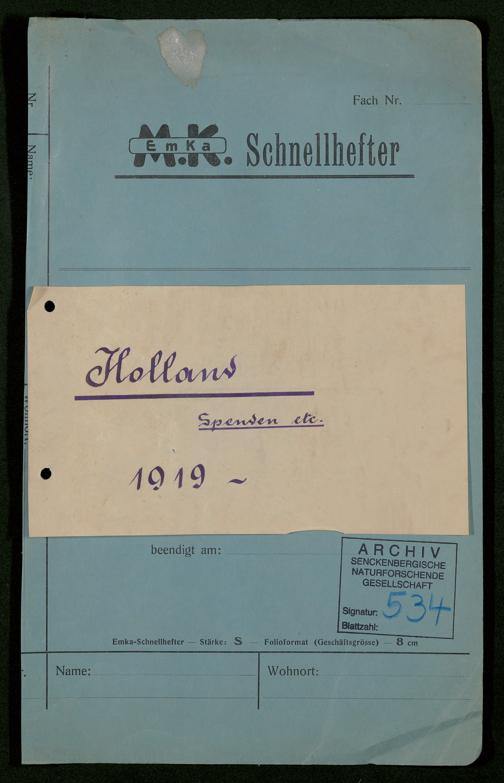 Fach Nr.
M.K. EmKa Schnellhefter
Nr.
Name:
Holland
Spenden etc.
1919 ~
beendigt am:
ARCHIV
SENCKENBERGISCHE
NATURFORSCHENDE
GESELLSCHAFT
Signatur: 534
Blattzahl:
Emka-Schnellhefter — Stärke: S — Folioformat (Geschäftsgrösse) — 8 cm
Name:
Wohnort: